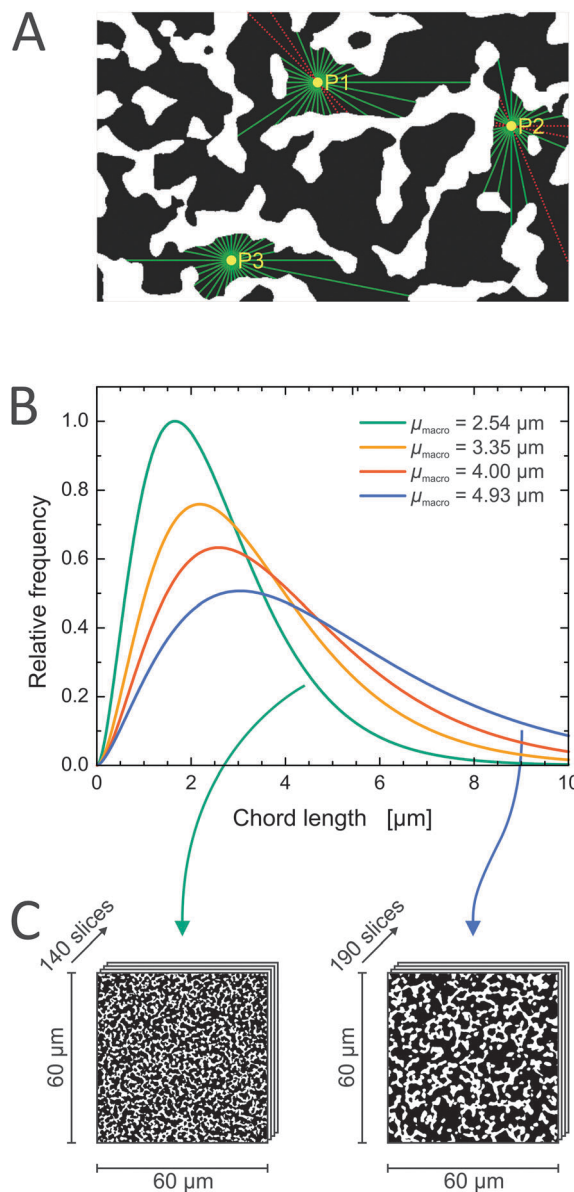 A
P1
P2
P3
B
1.0
0.8
0.6
0.4
0.2
0.0
Relative frequency
μmacro = 2.54 μm
μmacro = 3.35 μm
μmacro = 4.00 μm
μmacro = 4.93 μm
0 2 4 6 8 10
Chord length [μm]
C
140 slices
60 μm
60 μm
190 slices
60 μm
60 μm